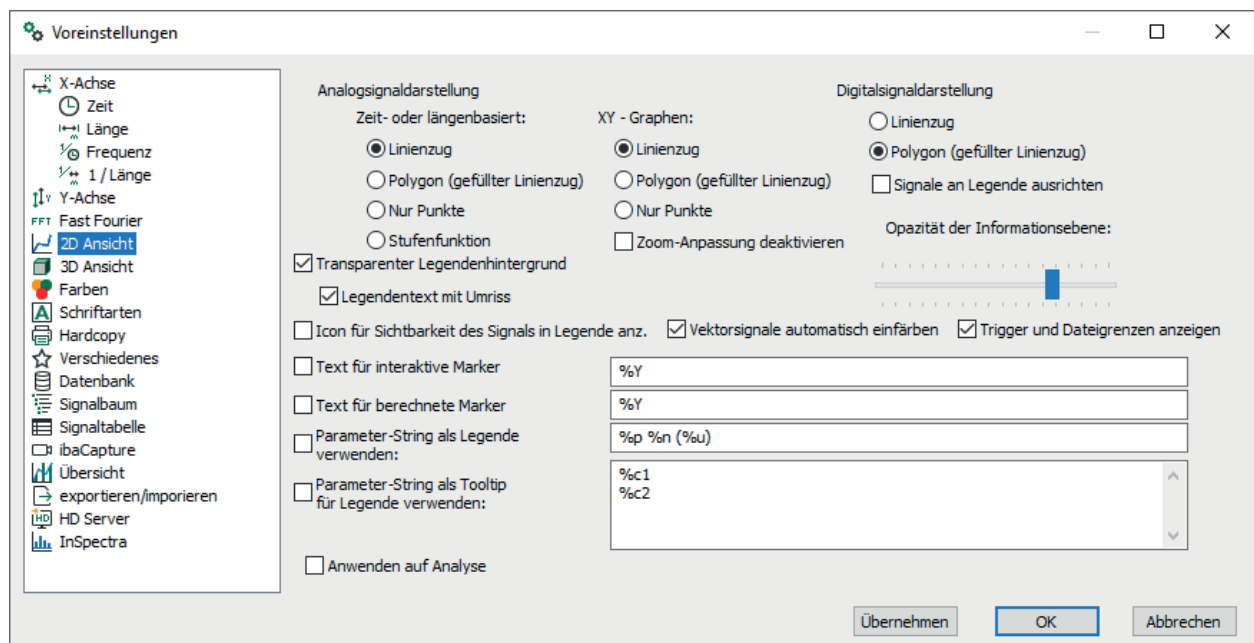 Voreinstellungen
X-Achse
Zeit
Länge
Frequenz
1 / Länge
Y-Achse
FFT Fast Fourier
2D Ansicht
3D Ansicht
Farben
A Schriftarten
Hardcopy
Verschiedenes
Datenbank
Signalbaum
Signaltabelle
ibaCapture
Übersicht
exportieren/imporieren
HD HD Server
InSpectra
Analogsignaldarstellung
Zeit- oder längenbasiert:
Linienzug
Polygon (gefüllter Linienzug)
Nur Punkte
Stufenfunktion
XY - Graphen:
Linienzug
Polygon (gefüllter Linienzug)
Nur Punkte
Zoom-Anpassung deaktivieren
Digitalsignaldarstellung
Linienzug
Polygon (gefüllter Linienzug)
Signale an Legende ausrichten
Opazität der Informationsebene:
Transparenter Legendenhintergrund
Legendentext mit Umriss
Icon für Sichtbarkeit des Signals in Legende anz.
Vektorsignale automatisch einfärben
Trigger und Dateigrenzen anzeigen
Text für interaktive Marker
%Y
Text für berechnete Marker
%Y
Parameter-String als Legende
verwenden:
%p %n (%u)
Parameter-String als Tooltip
für Legende verwenden:
%c1
%c2
Anwenden auf Analyse
Übernehmen
OK
Abbrechen